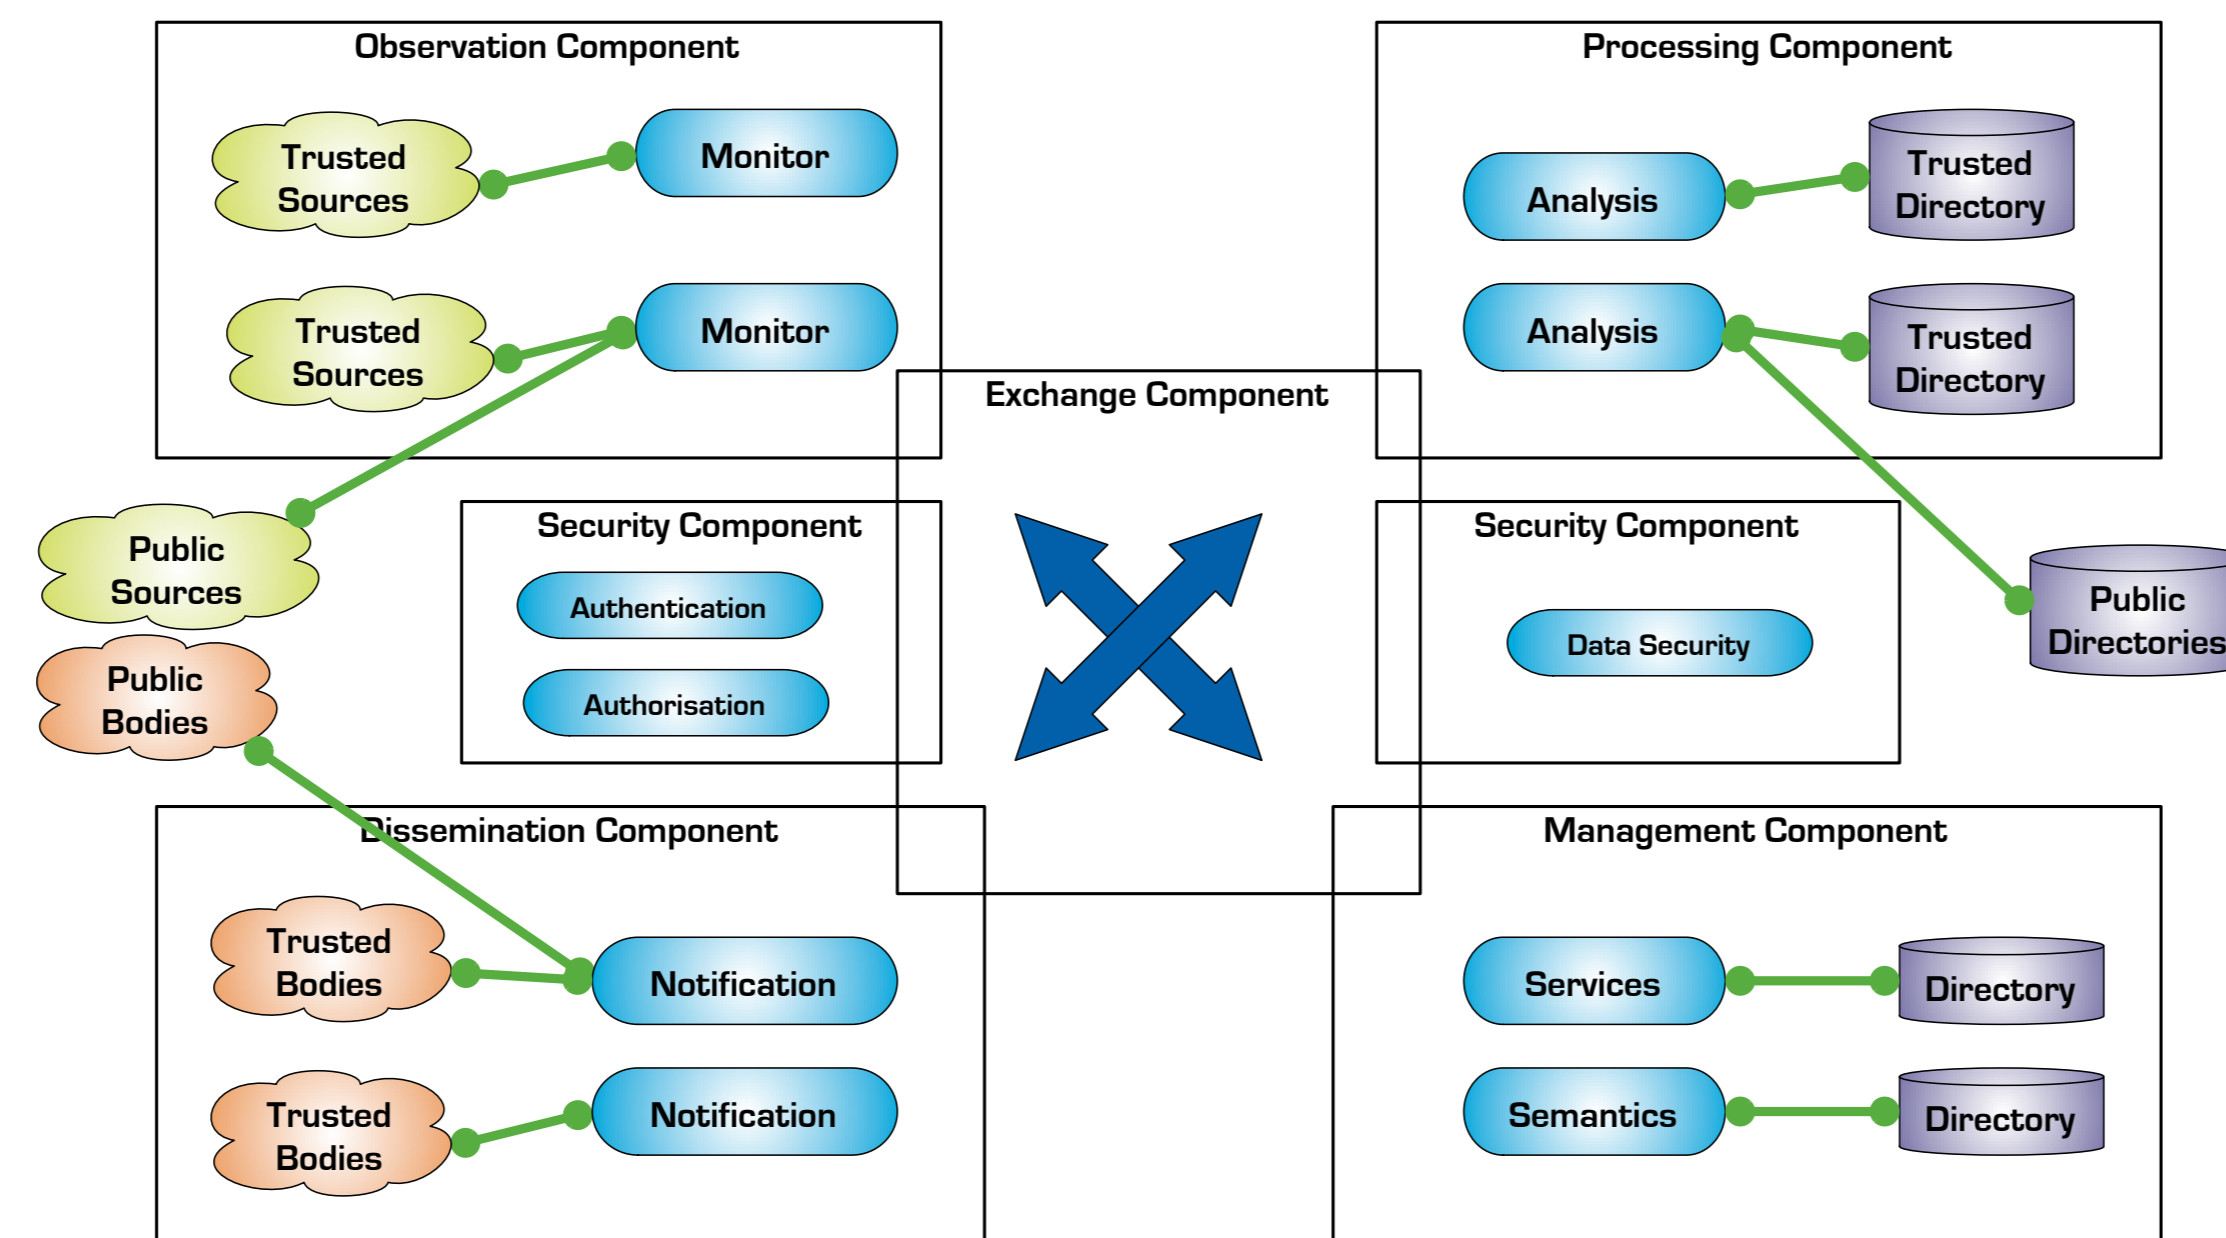 Observation Component
Trusted
Sources
Monitor
Trusted
Sources
Monitor
Processing Component
Analysis
Trusted
Directory
Analysis
Trusted
Directory
Exchange Component
Public
Sources
Public
Bodies
Security Component
Authentication
Authorisation
Security Component
Data Security
Public
Directories
Dissemination Component
Trusted
Bodies
Notification
Trusted
Bodies
Notification
Management Component
Services
Directory
Semantics
Directory